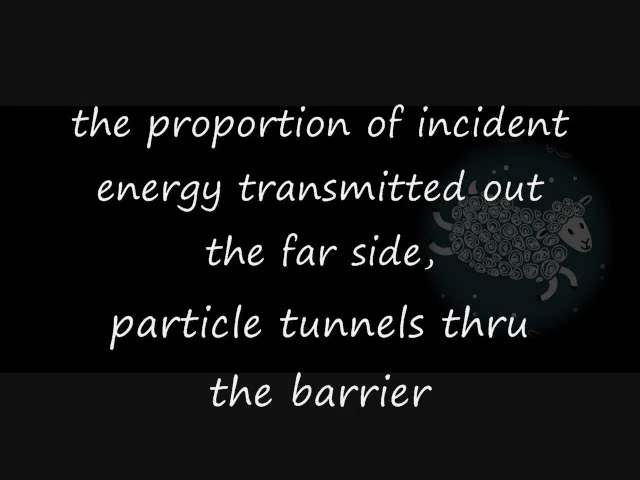 the proportion of incident
energy transmitted out
the far side,
particle tunnels thru
the barrier